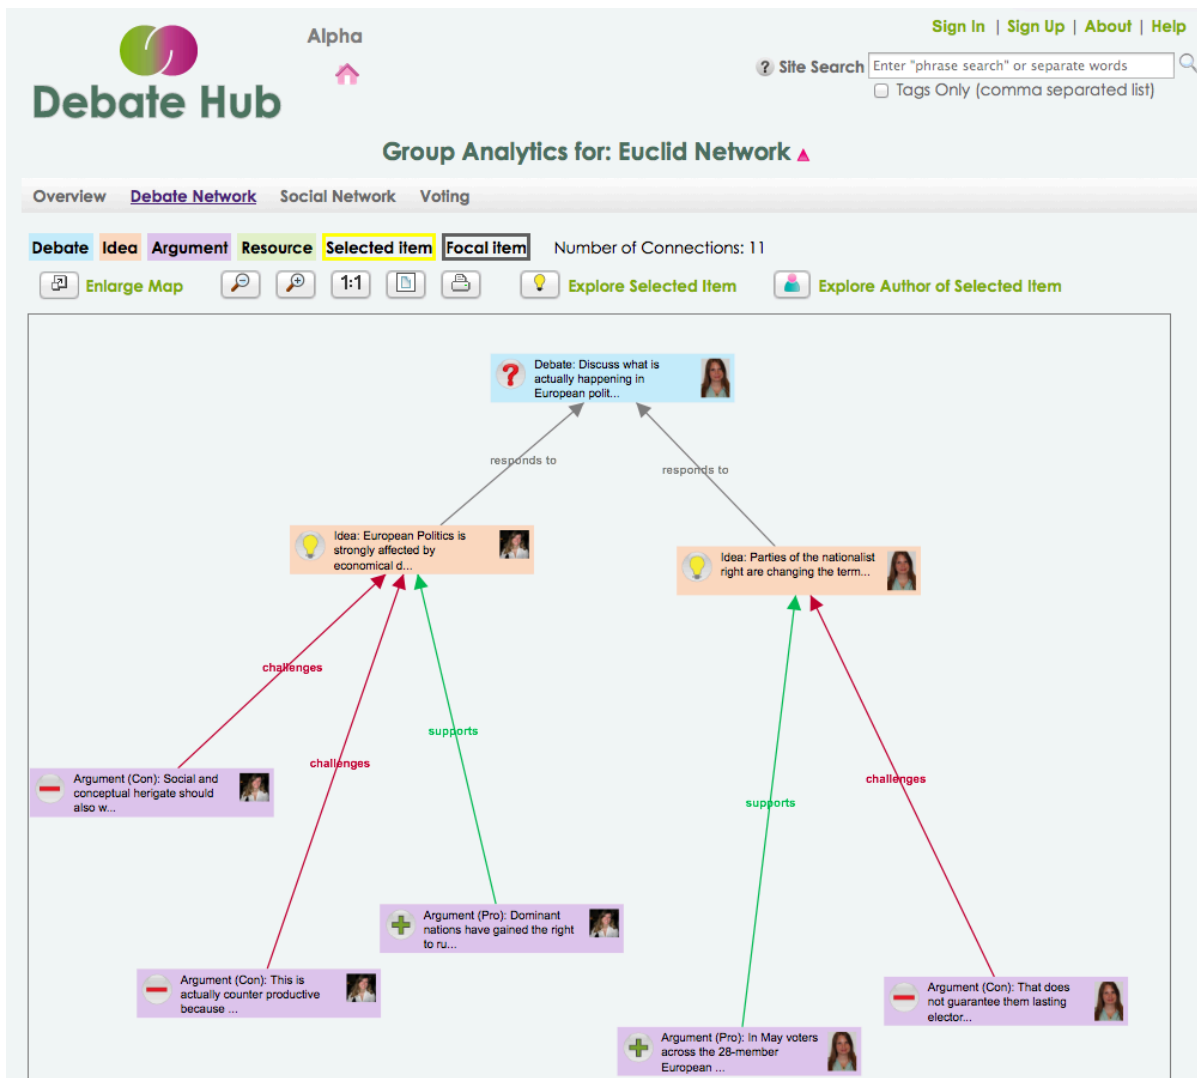 Sign In | Sign Up | About | Help
Alpha
? Site Search Enter "phrase search" or separate words
Tags Only (comma separated list)
Debate Hub
Group Analytics for: Euclid Network
Overview Debate Network Social Network Voting
Debate Idea Argument Resource Selected item Focal item Number of Connections: 11
Enlarge Map 1:1 Explore Selected Item Explore Author of Selected Item
? Debate: Discuss what is
actually happening in
European polit...
responds to
responds to
Idea: European Politics is
strongly affected by
economical d...
Idea: Parties of the nationalist
right are changing the term...
challenges
supports
challenges
challenges
supports
Argument (Con): Social and
conceptual herigate should
also w...
Argument (Pro): Dominant
nations have gained the right
to ru...
Argument (Con): This is
actually counter productive
because ...
Argument (Con): That does
not guarantee them lasting
elector...
Argument (Pro): In May voters
across the 28-member
European ...